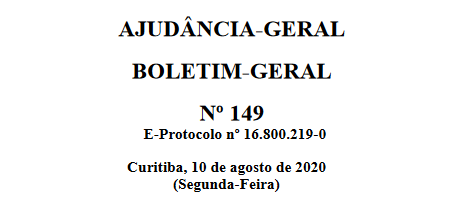 AJUDÂNCIA-GERAL
BOLETIM-GERAL
Nº 149
E-Protocolo nº 16.800.219-0
Curitiba, 10 de agosto de 2020
(Segunda-Feira)